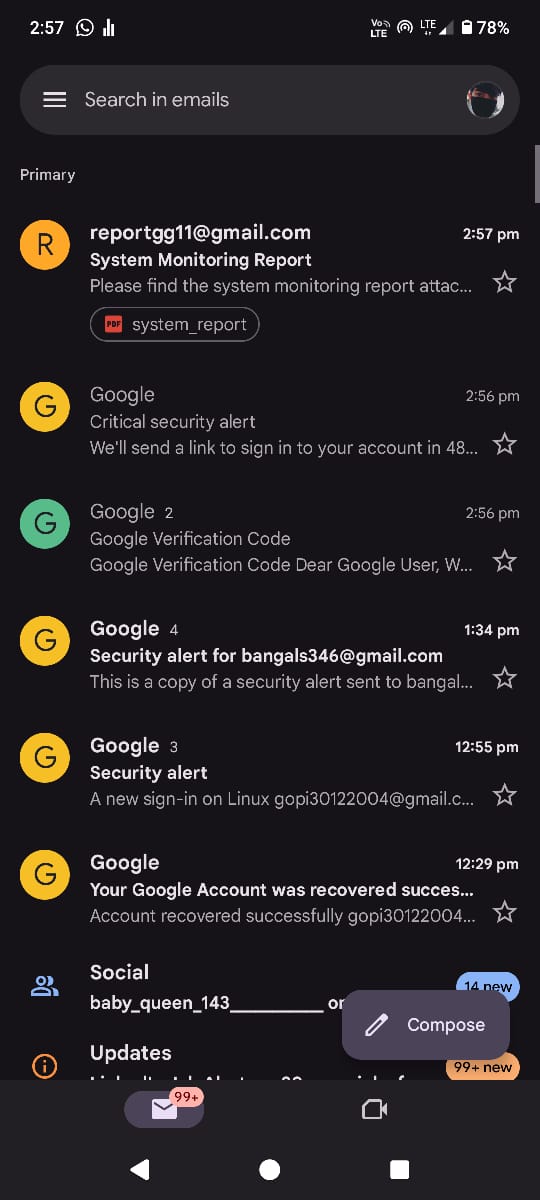 2:57
Vo)) LTE LTE 78%
Search in emails
Primary
R reportgg11@gmail.com 2:57 pm
System Monitoring Report
Please find the system monitoring report attac...
PDF system_report
G Google 2:56 pm
Critical security alert
We'll send a link to sign in to your account in 48...
G Google 2 2:56 pm
Google Verification Code
Google Verification Code Dear Google User, W...
G Google 4 1:34 pm
Security alert for bangals346@gmail.com
This is a copy of a security alert sent to bangal...
G Google 3 12:55 pm
Security alert
A new sign-in on Linux gopi30122004@gmail.c...
G Google 12:29 pm
Your Google Account was recovered succes...
Account recovered successfully gopi30122004...
Social 14 new
baby_queen_143__________ or
Compose
Updates 99+ new
99+